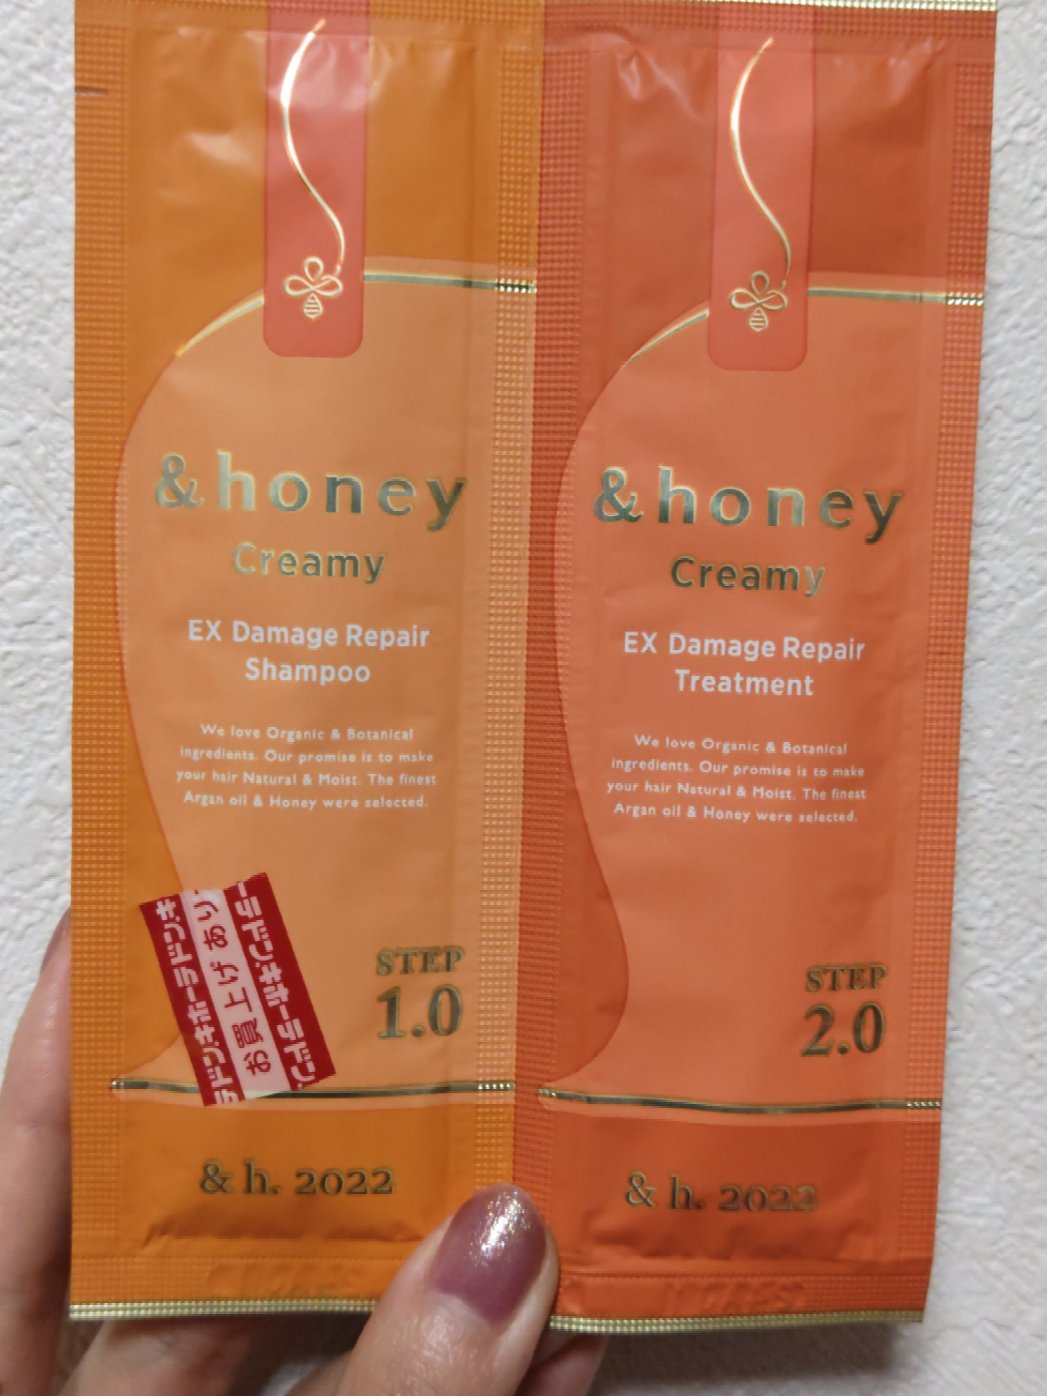 &honey
Creamy
EX Damage Repair
Shampoo
We love Organic & Botanical
ingredients. Our promise is to make
your hair Natural & Moist. The finest
Argan oil & Honey were selected.
STEP
1.0
& h. 2022
お買上げ あり
&honey
Creamy
EX Damage Repair
Treatment
We love Organic & Botanical
ingredients. Our promise is to make
your hair Natural & Moist. The finest
Argan oil & Honey were selected.
STEP
2.0
& h. 2022